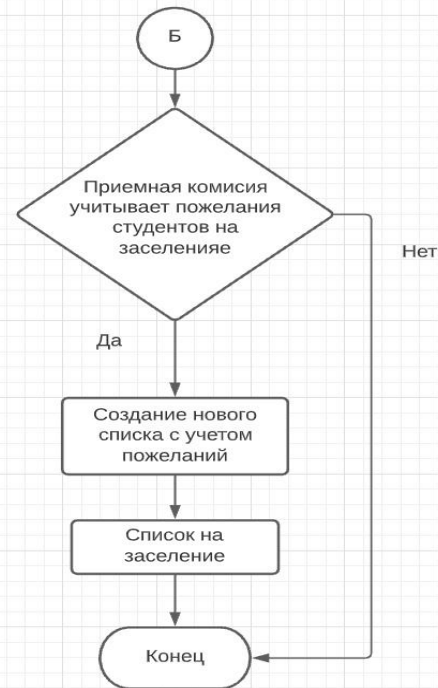 Б
Приемная комисия
учитывает пожелания
студентов на
заселенияе
Нет
Да
Создание нового
списка с учетом
пожеланий
Список на
заселение
Конец